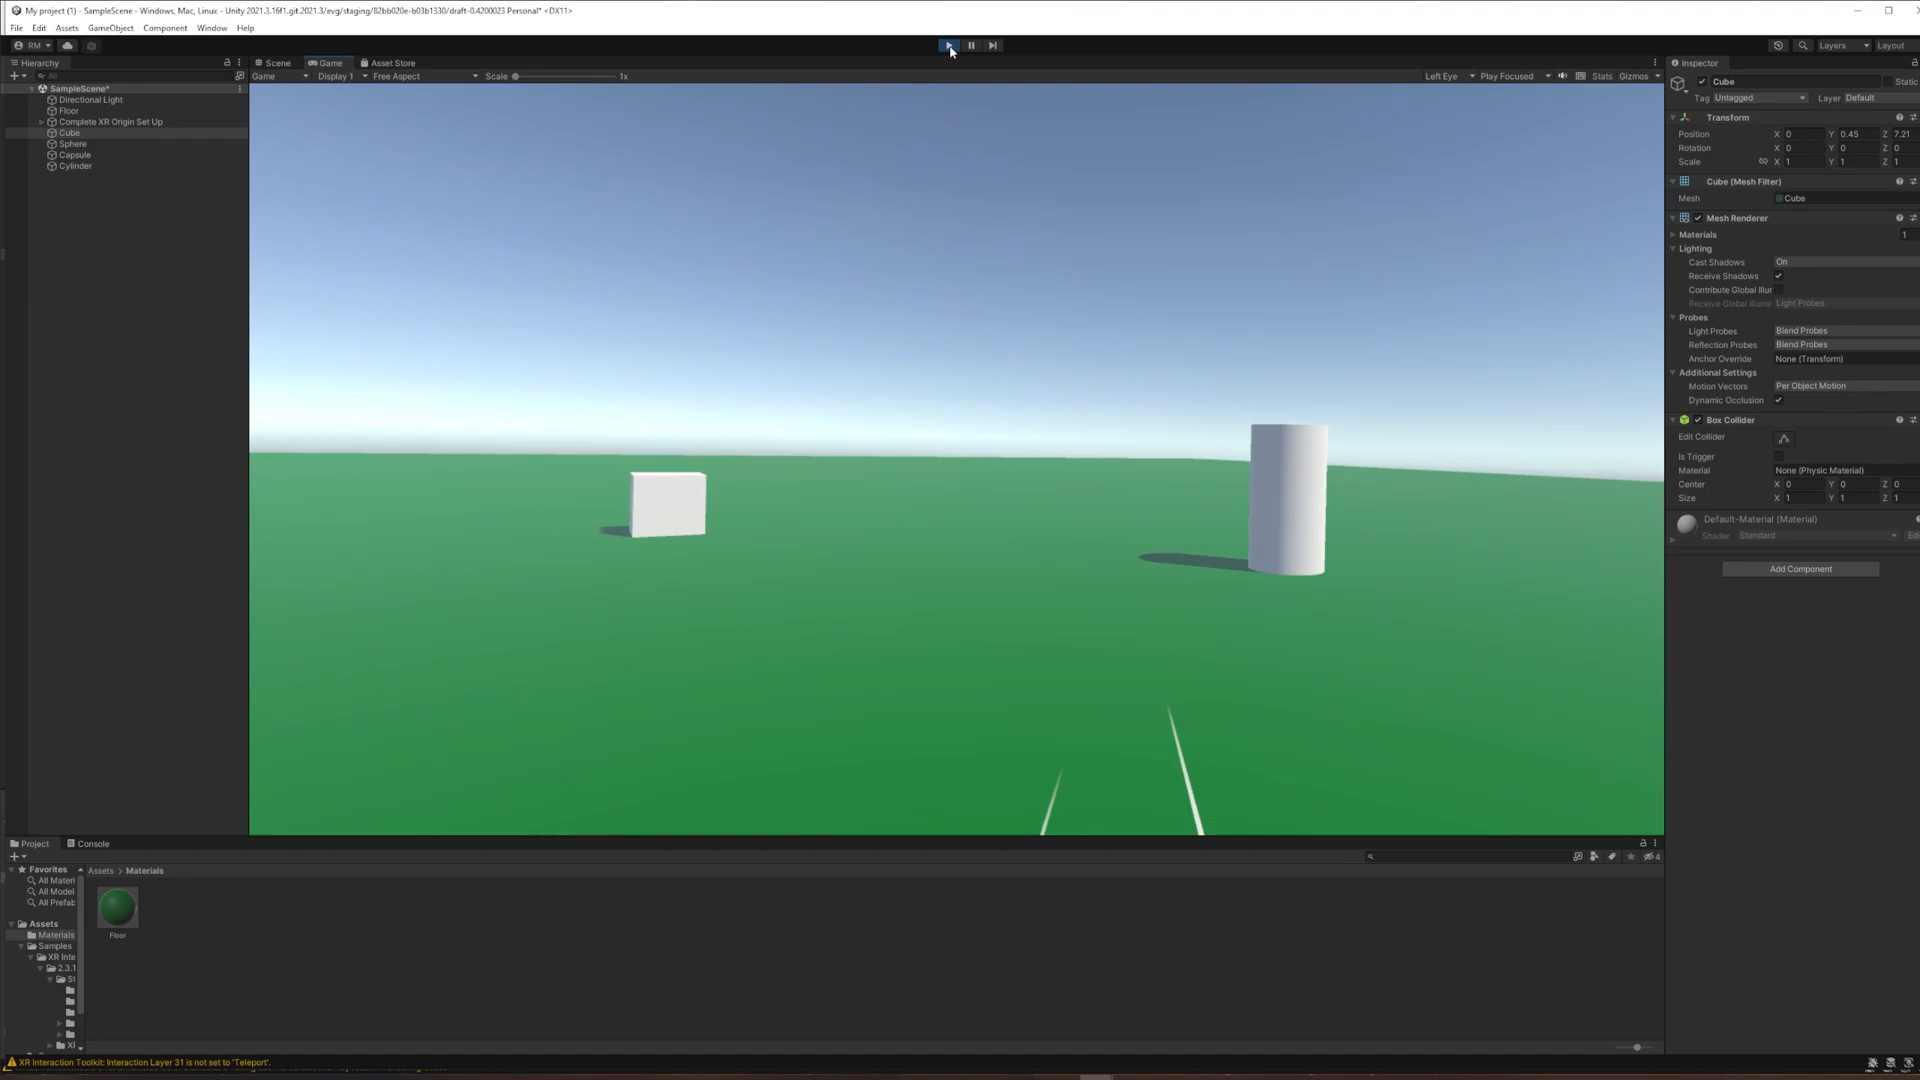 My project (1) - SampleScene - Windows, Mac, Linux - Unity 2021.3.16f1.git.2021.3/evg/staging/82bb020e-b03b1330/draft-0.4200023 Personal* <DX11>
File Edit Assets GameObject Component Window Help
RM Layers Layout
Hierarchy
All
SampleScene*
Directional Light
Floor
Complete XR Origin Set Up
Cube
Sphere
Capsule
Cylinder
Scene Game Asset Store
Game Display 1 Free Aspect Scale 1x Left Eye Play Focused Stats Gizmos
Inspector
Cube Static
Tag Untagged Layer Default
Transform
Position X 0 Y 0.45 Z 7.21
Rotation X 0 Y 0 Z 0
Scale X 1 Y 1 Z 1
Cube (Mesh Filter)
Mesh Cube
Mesh Renderer
Materials 1
Lighting
Cast Shadows On
Receive Shadows
Contribute Global Illur
Receive Global Illumir Light Probes
Probes
Light Probes Blend Probes
Reflection Probes Blend Probes
Anchor Override None (Transform)
Additional Settings
Motion Vectors Per Object Motion
Dynamic Occlusion
Box Collider
Edit Collider
Is Trigger
Material None (Physic Material)
Center X 0 Y 0 Z 0
Size X 1 Y 1 Z 1
Default-Material (Material)
Shader Standard Edi
Add Component
Project Console
4
Favorites
All Materi
All Model
All Prefab
Assets
Materials
Samples
XR Inte
2.3.1
St
XI
Assets > Materials
Floor
XR Interaction Toolkit: Interaction Layer 31 is not set to 'Teleport'.